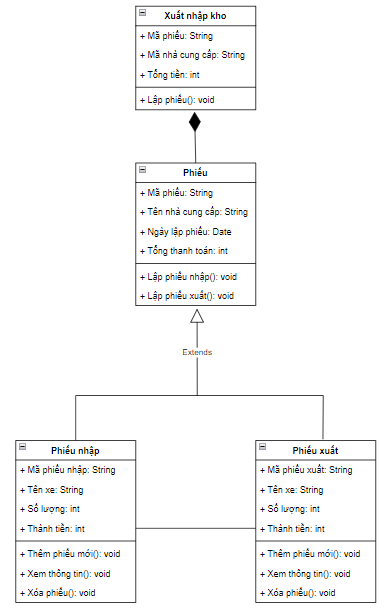 Xuất nhập kho
+ Mã phiếu: String
+ Mã nhà cung cấp: String
+ Tổng tiền: int
+ Lập phiếu(): void
Phiếu
+ Mã phiếu: String
+ Tên nhà cung cấp: String
+ Ngày lập phiếu: Date
+ Tổng thanh toán: int
+ Lập phiếu nhập(): void
+ Lập phiếu xuất(): void
Extends
Phiếu nhập
+ Mã phiếu nhập: String
+ Tên xe: String
+ Số lượng: int
+ Thành tiền: int
+ Thêm phiếu mới(): void
+ Xem thông tin(): void
+ Xóa phiếu(): void
Phiếu xuất
+ Mã phiếu xuất: String
+ Tên xe: String
+ Số lượng: int
+ Thành tiền: int
+ Thêm phiếu mới(): void
+ Xem thông tin(): void
+ Xóa phiếu(): void